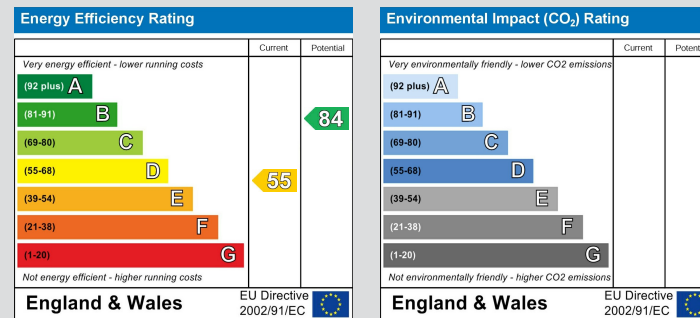 Energy Efficiency Rating
Current Potential
Very energy efficient - lower running costs
(92 plus) A
(81-91) B
84
(69-80) C
(55-68) D
55
(39-54) E
(21-38) F
(1-20) G
Not energy efficient - higher running costs
England & Wales
EU Directive
2002/91/EC
Environmental Impact (CO₂) Rating
Current Potent
Very environmentally friendly - lower CO2 emissions
(92 plus) A
(81-91) B
(69-80) C
(55-68) D
(39-54) E
(21-38) F
(1-20) G
Not environmentally friendly - higher CO2 emissions
England & Wales
EU Directive
2002/91/EC